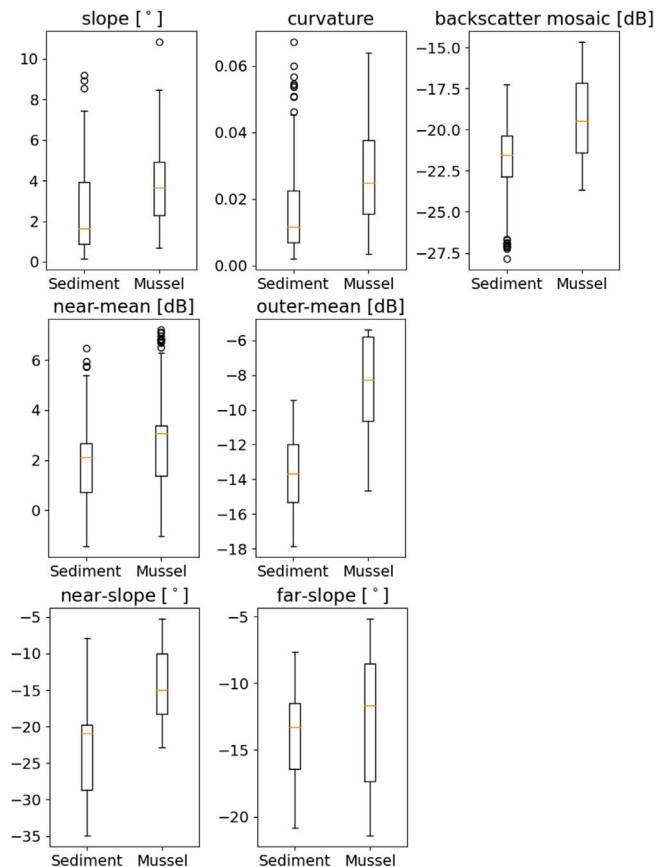 slope [°]
10
8
6
4
2
0
Sediment Mussel
curvature
0.06
0.04
0.02
0.00
Sediment Mussel
backscatter mosaic [dB]
−15.0
−17.5
−20.0
−22.5
−25.0
−27.5
Sediment Mussel
near-mean [dB]
6
4
2
0
Sediment Mussel
outer-mean [dB]
−6
−8
−10
−12
−14
−16
−18
Sediment Mussel
near-slope [°]
−5
−10
−15
−20
−25
−30
−35
Sediment Mussel
far-slope [°]
−5
−10
−15
−20
Sediment Mussel